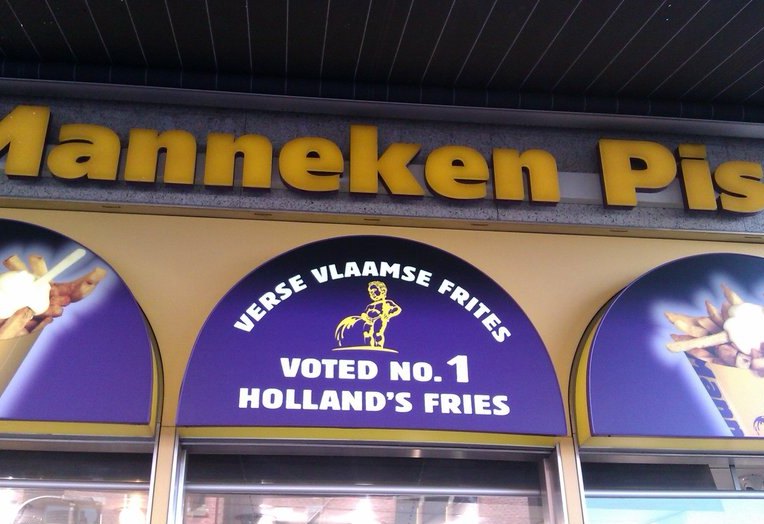 Manneken Pis
VERSE VLAAMSE FRITES
VOTED NO. 1
HOLLAND'S FRIES